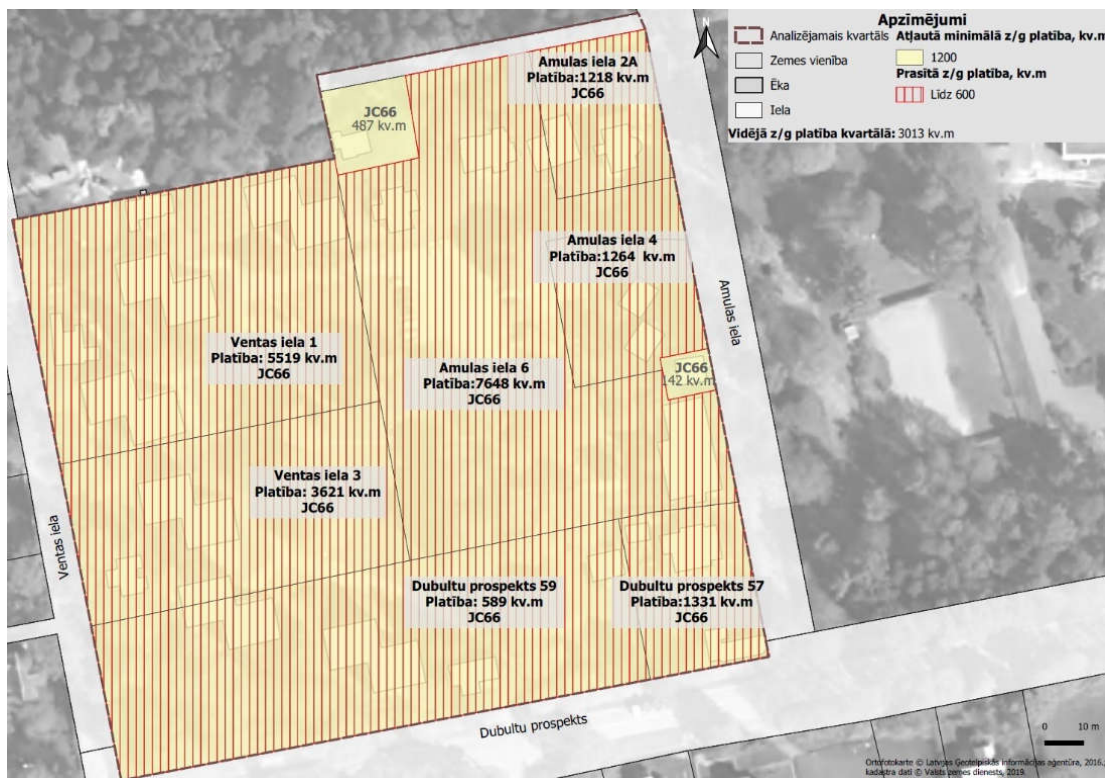 Apzīmējumi
Analizējamais kvartāls
Zemes vienība
Ēka
Iela
Atļautā minimālā z/g platība, kv.m
1200
Prasītā z/g platība, kv.m
Līdz 600
Vidējā z/g platība kvartālā: 3013 kv.m
N
Amulas iela 2A
Platība:1218 kv.m
JC66
JC66
487 kv.m
Amulas iela 4
Platība:1264 kv.m
JC66
Amulas iela
Ventas iela 1
Platība: 5519 kv.m
JC66
Amulas iela 6
Platība:7648 kv.m
JC66
JC66
142 kv.m
Ventas iela 3
Platība: 3621 kv.m
JC66
Ventas iela
Dubultu prospekts 59
Platība: 589 kv.m
JC66
Dubultu prospekts 57
Platība:1331 kv.m
JC66
Dubultu prospekts
0 10 m
Ortofotokarte © Latvijas Ģeotelpiskās informācijas aģentūra, 2016.;
kadastra dati © Valsts zemes dienests, 2019.